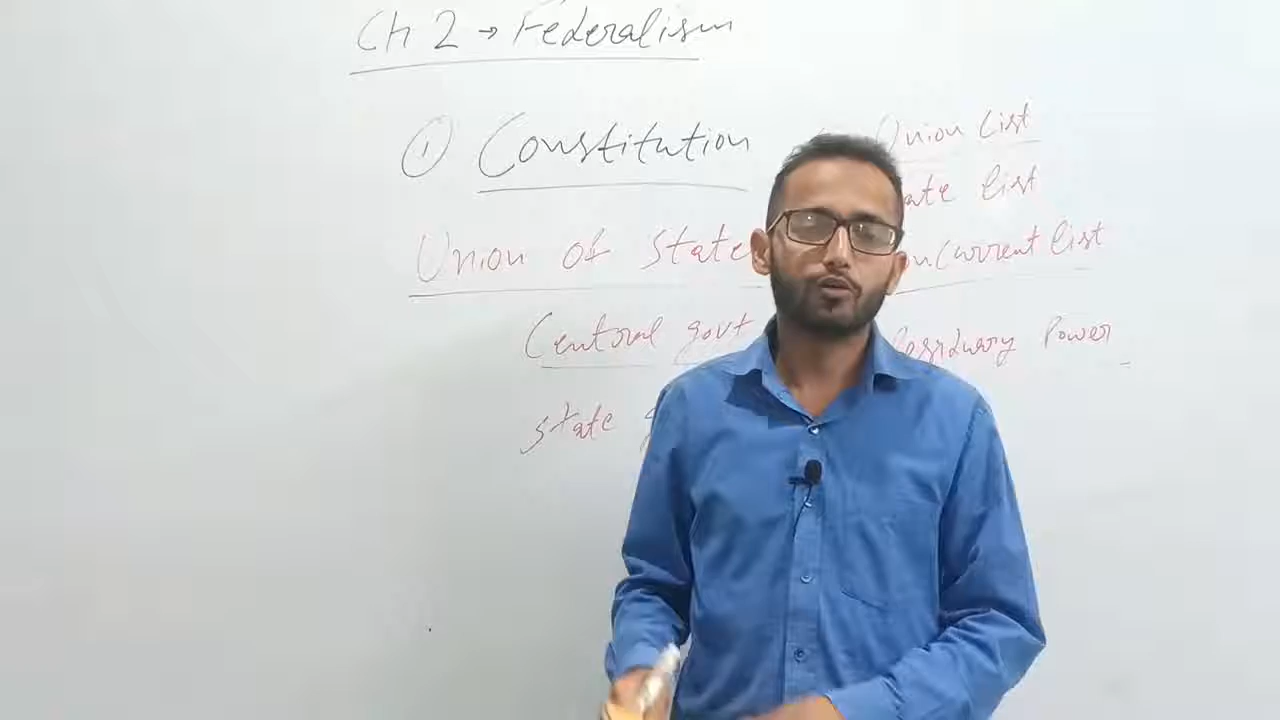 Ch 2 → Federalism
① Constitution
Union List
ate list
Union of State
ncurrent list
Central govt
Power
state